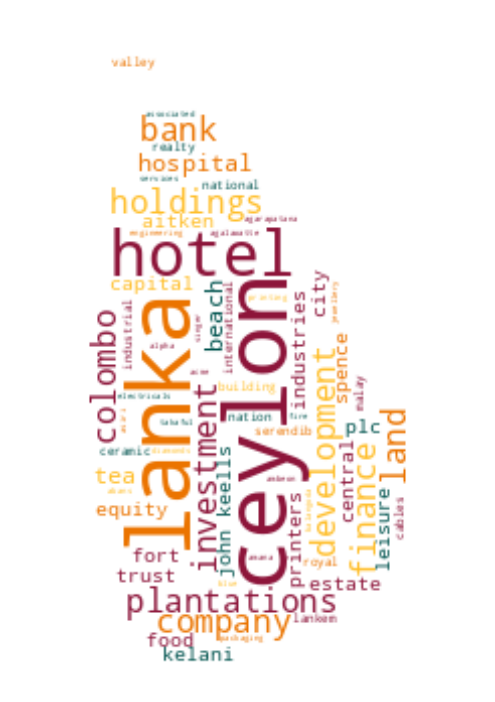 valley
associated
bank
realty
hospital
services
national
holdings
aitken
agarapatana
engineering
agalawatte
hotel
capital
beach
international
city
jewellery
printing
lanka
ceylon
industries
colombo
industrial
singer
alpha
acme
building
spence
malay
electricals
investment
nation
fire
takaful
serendib
development
plc
land
ceramic
diamonds
keells
john
central
finance
tea
equity
printers
leisure
cables
fort
trust
royal
estate
blue
plantations
company
lankem
food
packaging
kelani